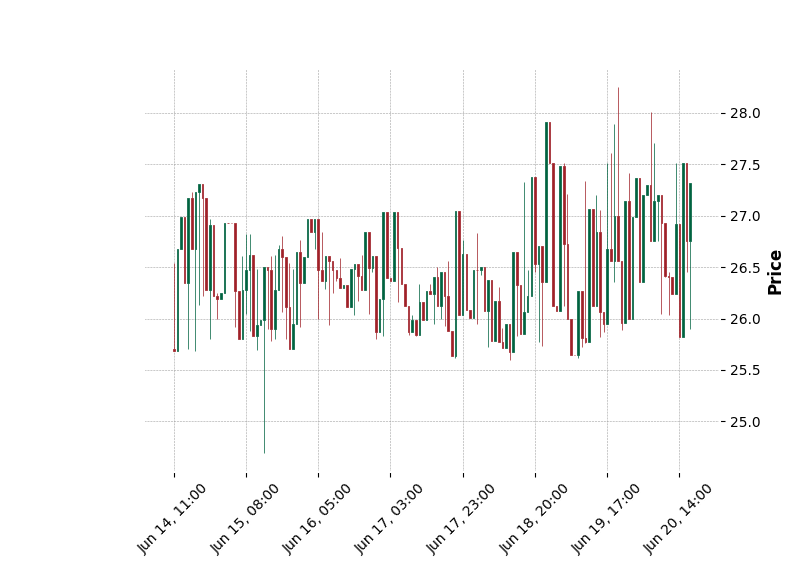 28.0
27.5
27.0
26.5
26.0
25.5
25.0
Price
Jun 14, 11:00
Jun 15, 08:00
Jun 16, 05:00
Jun 17, 03:00
Jun 17, 23:00
Jun 18, 20:00
Jun 19, 17:00
Jun 20, 14:00